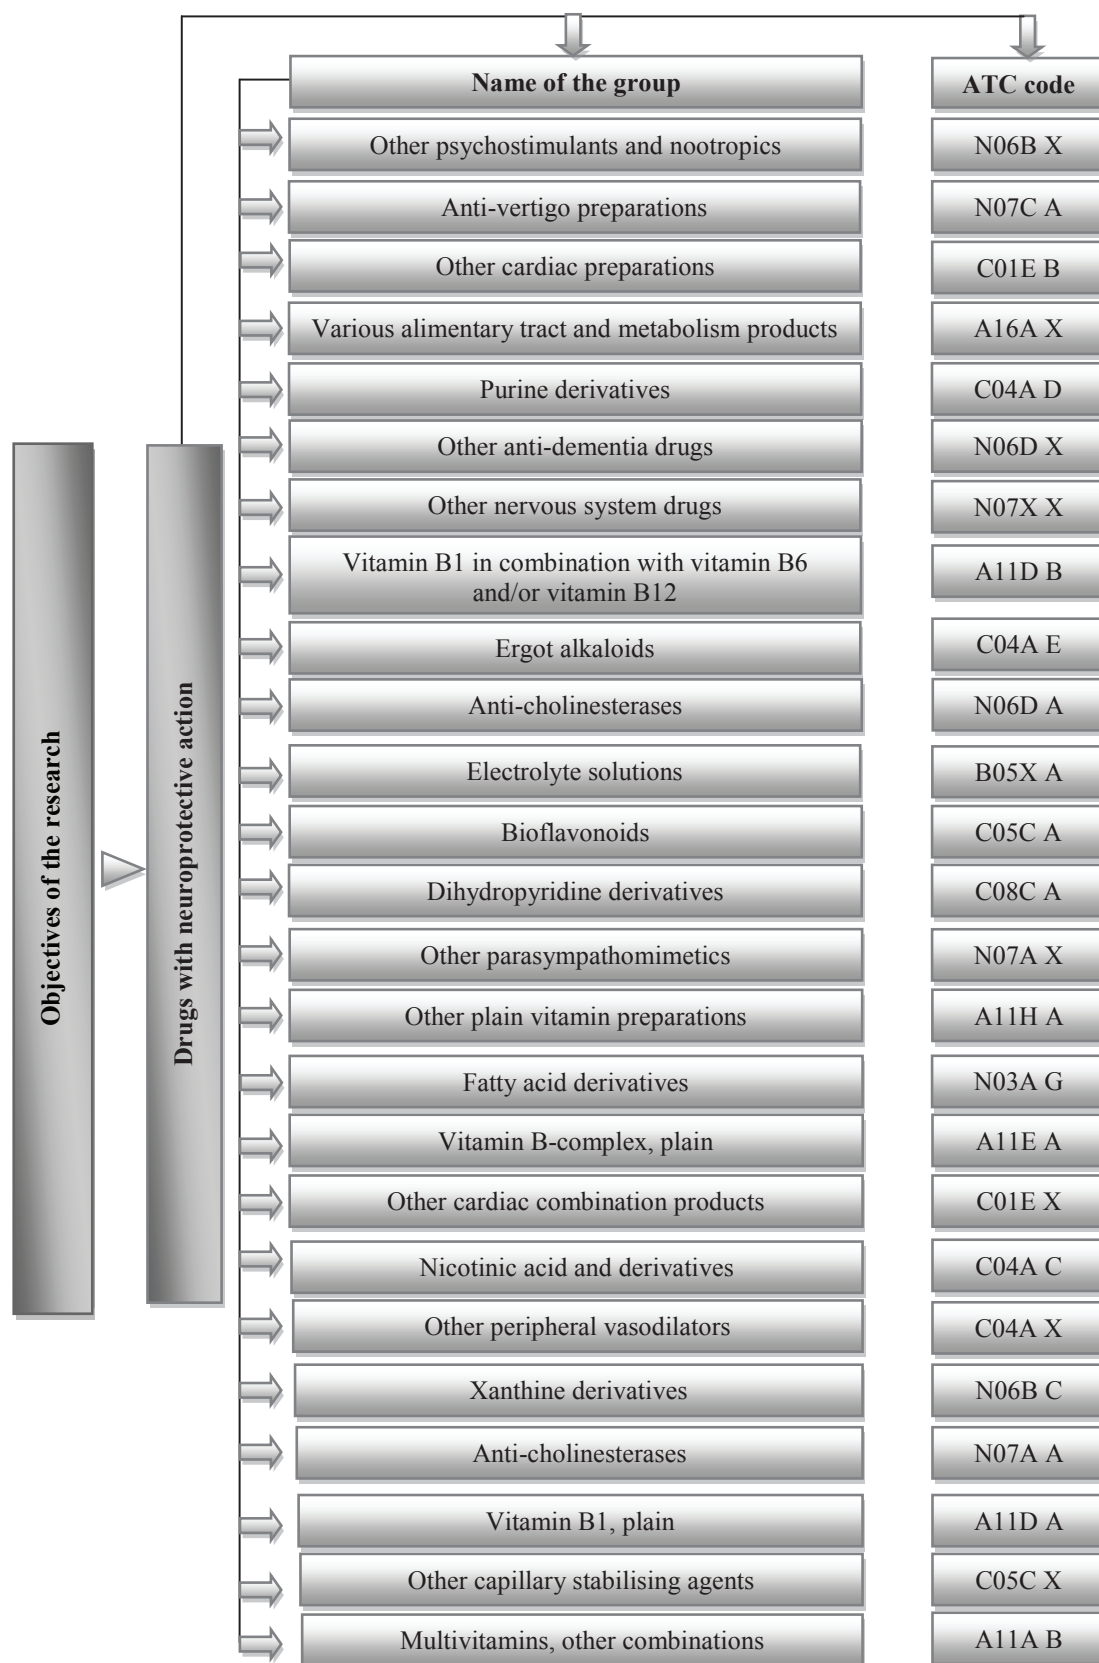 Name of the group
ATC code
Other psychostimulants and nootropics
N06B X
Anti-vertigo preparations
N07C A
Other cardiac preparations
C01E B
Various alimentary tract and metabolism products
A16A X
Purine derivatives
C04A D
Other anti-dementia drugs
N06D X
Other nervous system drugs
N07X X
Vitamin B1 in combination with vitamin B6
and/or vitamin B12
A11D B
Ergot alkaloids
C04A E
Anti-cholinesterases
N06D A
Electrolyte solutions
B05X A
Bioflavonoids
C05C A
Dihydropyridine derivatives
C08C A
Other parasympathomimetics
N07A X
Other plain vitamin preparations
A11H A
Fatty acid derivatives
N03A G
Vitamin B-complex, plain
A11E A
Other cardiac combination products
C01E X
Nicotinic acid and derivatives
C04A C
Other peripheral vasodilators
C04A X
Xanthine derivatives
N06B C
Anti-cholinesterases
N07A A
Vitamin B1, plain
A11D A
Other capillary stabilising agents
C05C X
Multivitamins, other combinations
A11A B
Objectives of the research
Drugs with neuroprotective action